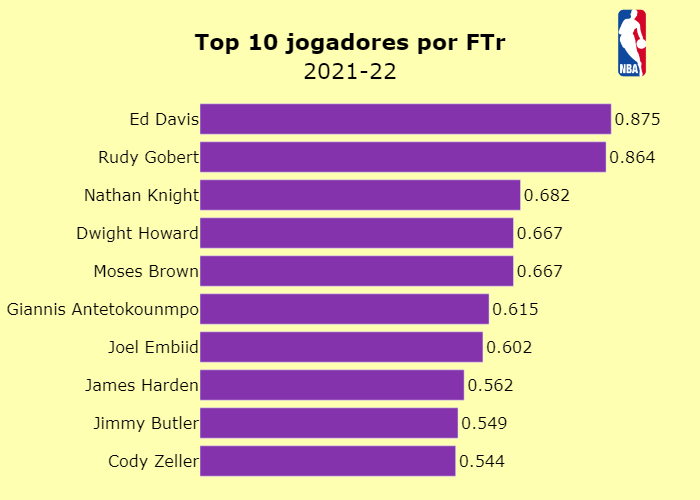 Top 10 jogadores por FTr
2021-22
NBA
Ed Davis 0.875
Rudy Gobert 0.864
Nathan Knight 0.682
Dwight Howard 0.667
Moses Brown 0.667
Giannis Antetokounmpo 0.615
Joel Embiid 0.602
James Harden 0.562
Jimmy Butler 0.549
Cody Zeller 0.544